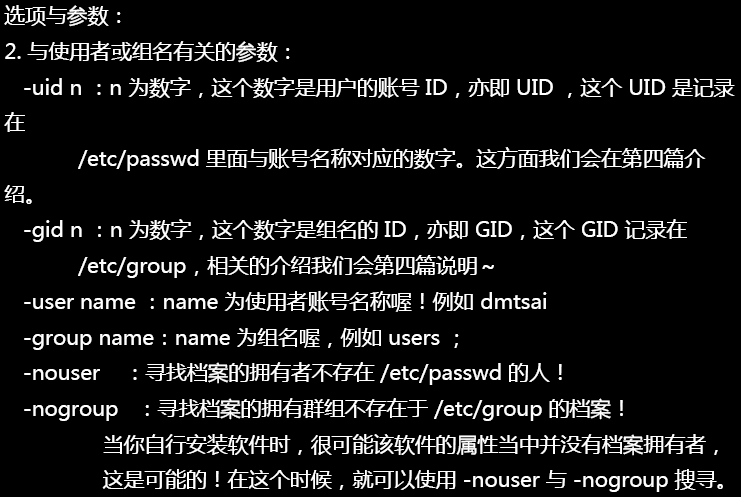 选项与参数：
2. 与使用者或组名有关的参数：
-uid n ：n 为数字，这个数字是用户的账号 ID，亦即 UID ，这个 UID 是记录
在
/etc/passwd 里面与账号名称对应的数字。这方面我们会在第四篇介
绍。
-gid n ：n 为数字，这个数字是组名的 ID，亦即 GID，这个 GID 记录在
/etc/group，相关的介绍我们会第四篇说明～
-user name ：name 为使用者账号名称喔！例如 dmtsai
-group name：name 为组名喔，例如 users ；
-nouser ：寻找档案的拥有者不存在 /etc/passwd 的人！
-nogroup ：寻找档案的拥有群组不存在于 /etc/group 的档案！
当你自行安装软件时，很可能该软件的属性当中并没有档案拥有者，
这是可能的！在这个时候，就可以使用 -nouser 与 -nogroup 搜寻。